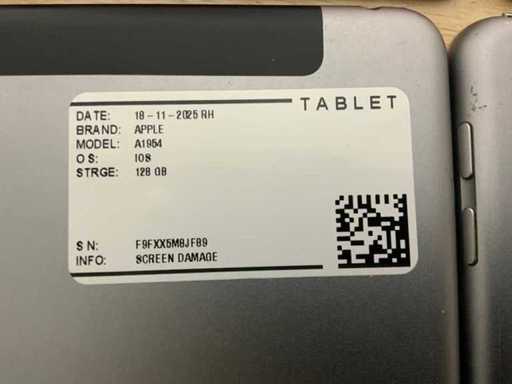 TABLET
DATE: 18-11-2025 RH
BRAND: APPLE
MODEL: A1954
OS: IOS
STRGE: 128 GB
SN: F9FXX5M8JF89
INFO: SCREEN DAMAGE